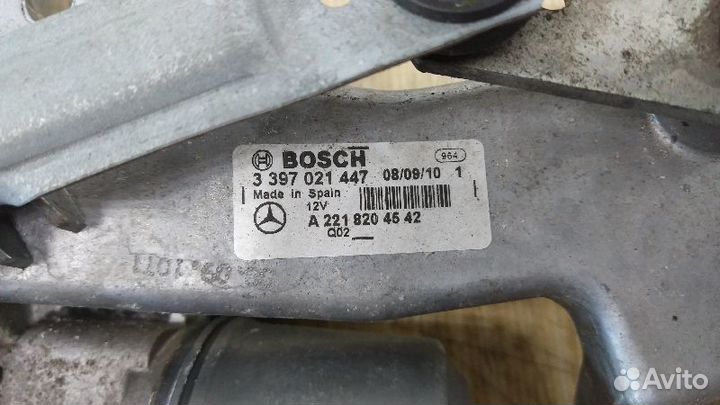 BOSCH 964
3 397 021 447 08/09/10 1
Made in Spain
12V
A 221 820 45 42
Q02
Avito